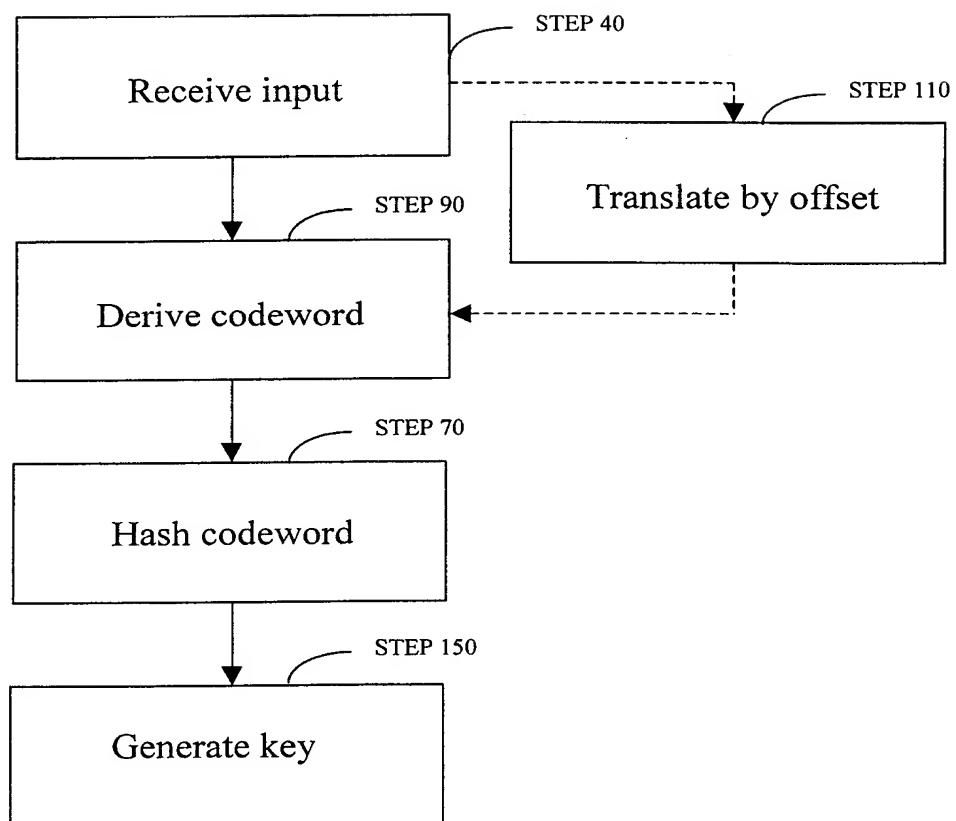 STEP 40
Receive input
STEP 110
Translate by offset
STEP 90
Derive codeword
STEP 70
Hash codeword
STEP 150
Generate key